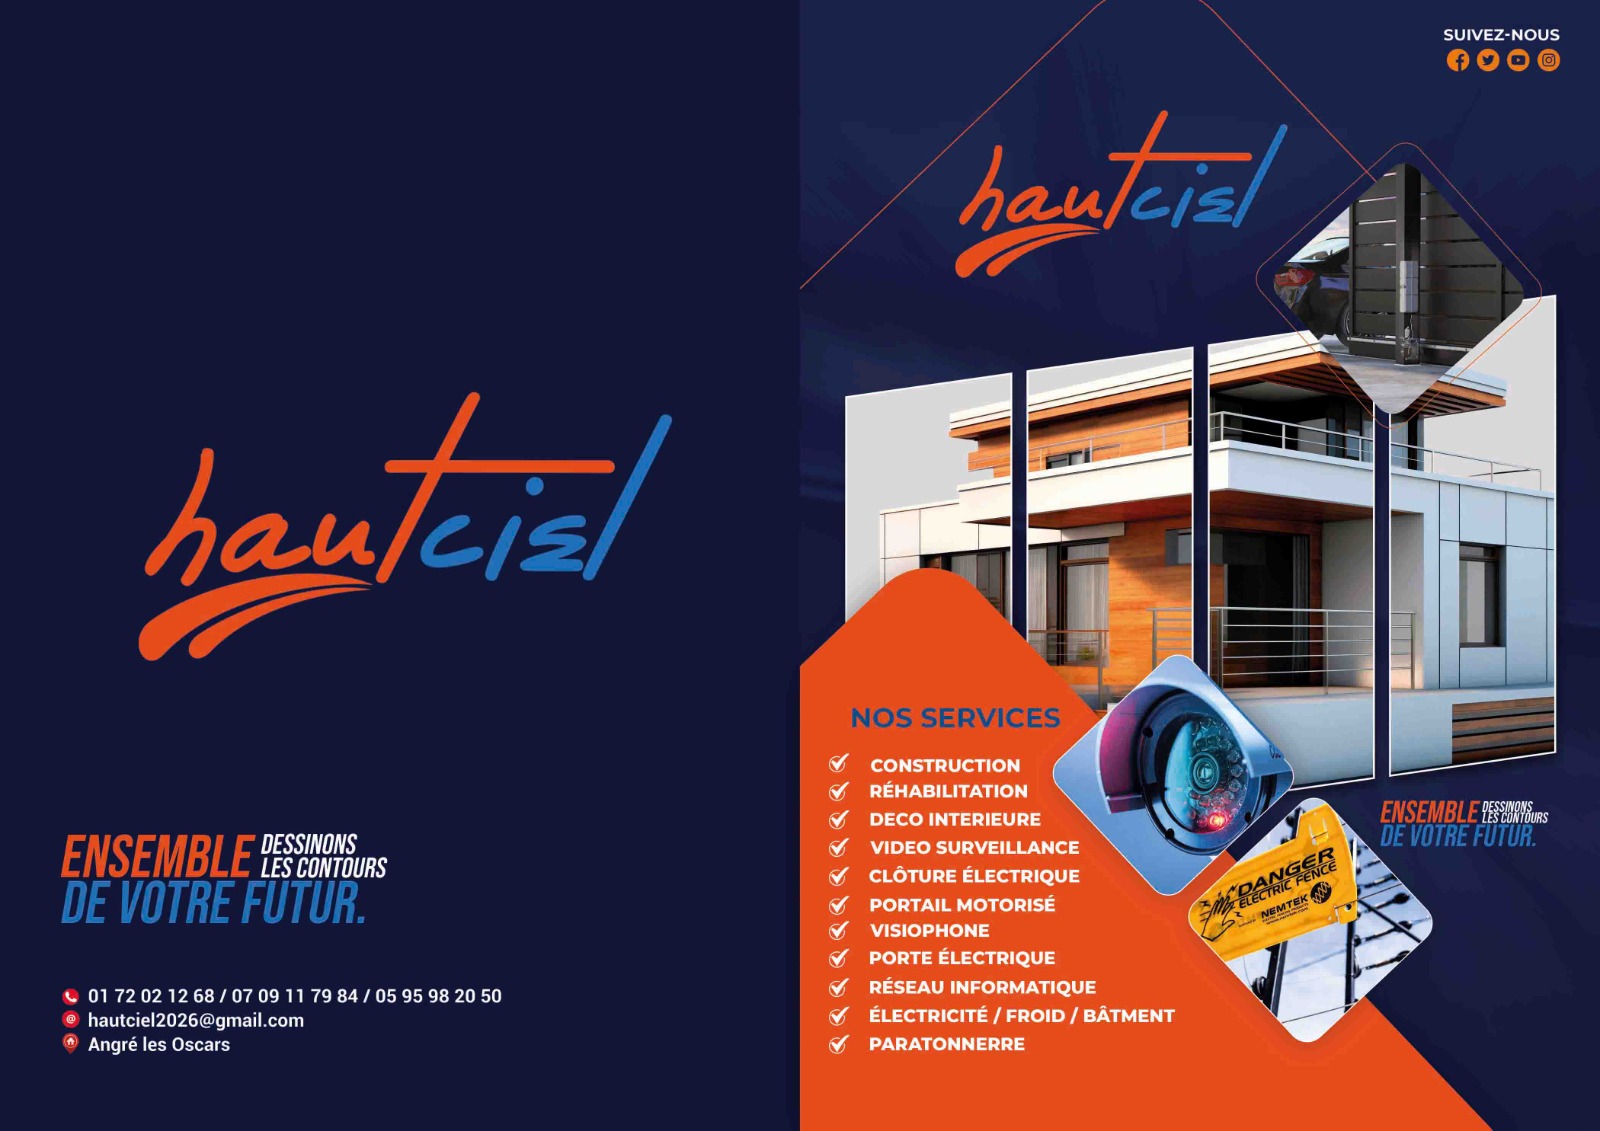 hautciel
ENSEMBLE DESSINONS
LES CONTOURS
DE VOTRE FUTUR.
01 72 02 12 68 / 07 09 11 79 84 / 05 95 98 20 50
hautciel2026@gmail.com
Angré les Oscars
SUIVEZ-NOUS
hautciel
NOS SERVICES
CONSTRUCTION
RÉHABILITATION
DECO INTERIEURE
VIDEO SURVEILLANCE
CLÔTURE ÉLECTRIQUE
PORTAIL MOTORISÉ
VISIOPHONE
PORTE ÉLECTRIQUE
RÉSEAU INFORMATIQUE
ÉLECTRICITÉ / FROID / BÂTMENT
PARATONNERRE
DANGER
ELECTRIC FENCE
NEMTEK
ENSEMBLE DESSINONS
LES CONTOURS
DE VOTRE FUTUR.